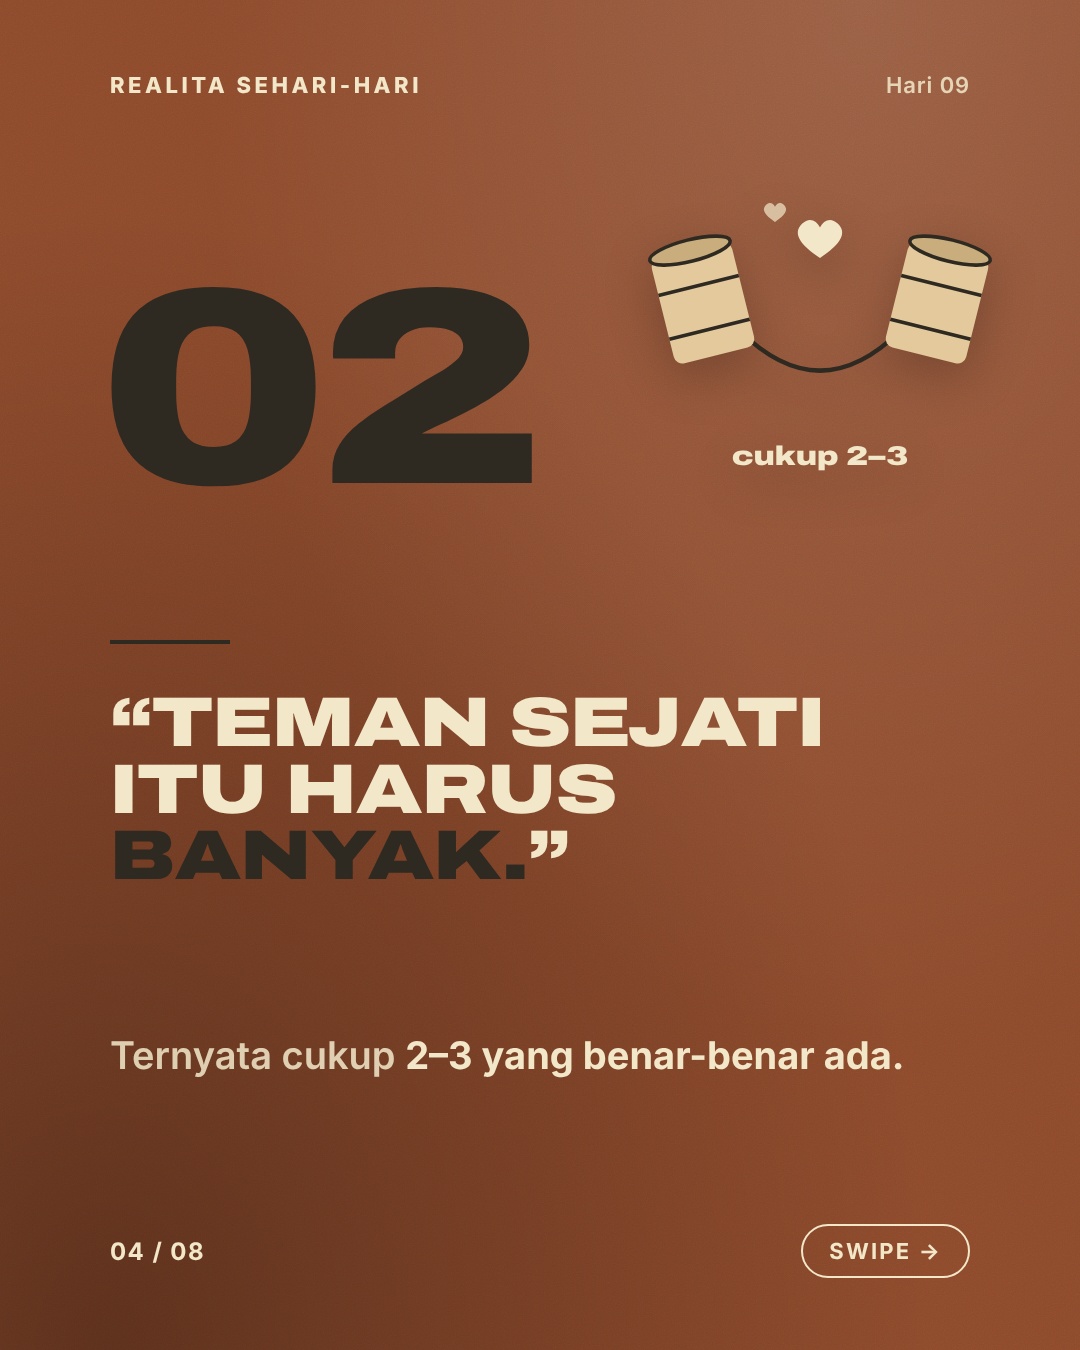 REALITA SEHARI-HARI
Hari 09
02
cukup 2–3
“TEMAN SEJATI
ITU HARUS
BANYAK.”
Ternyata cukup 2–3 yang benar-benar ada.
04 / 08
SWIPE →